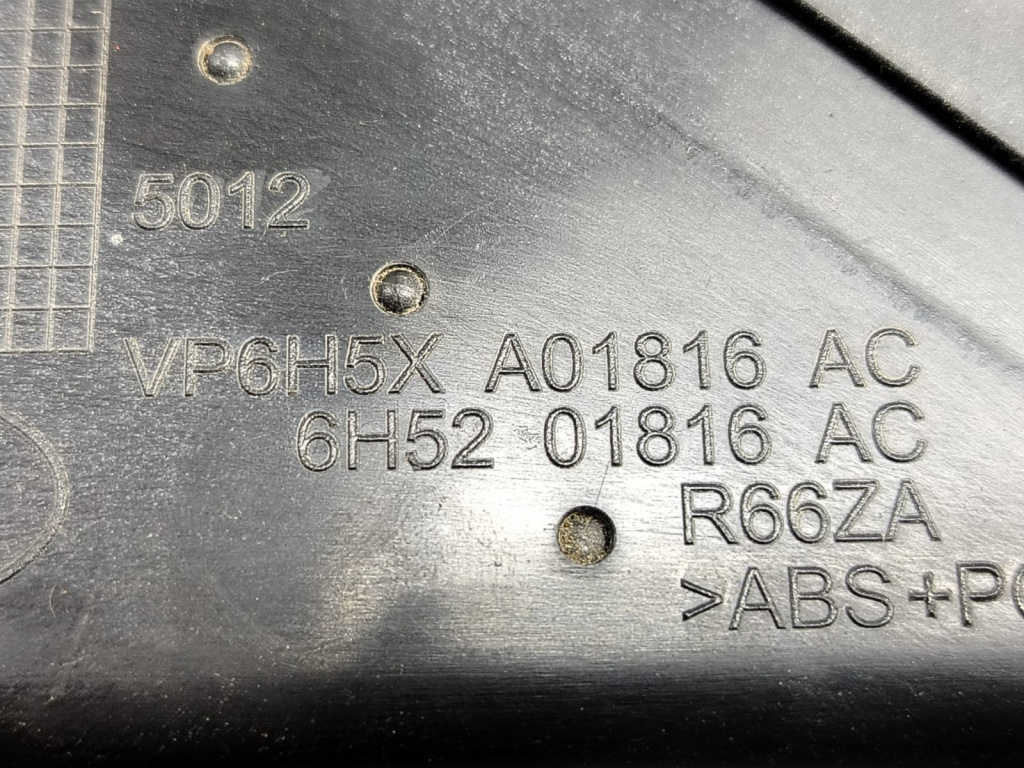 5012
VP6H5X A01816 AC
6H52 01816 AC
R66ZA
>ABS+P